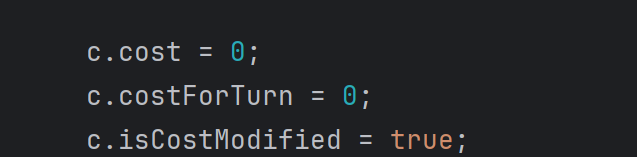 c.cost = 0;
c.costForTurn = 0;
c.isCostModified = true;